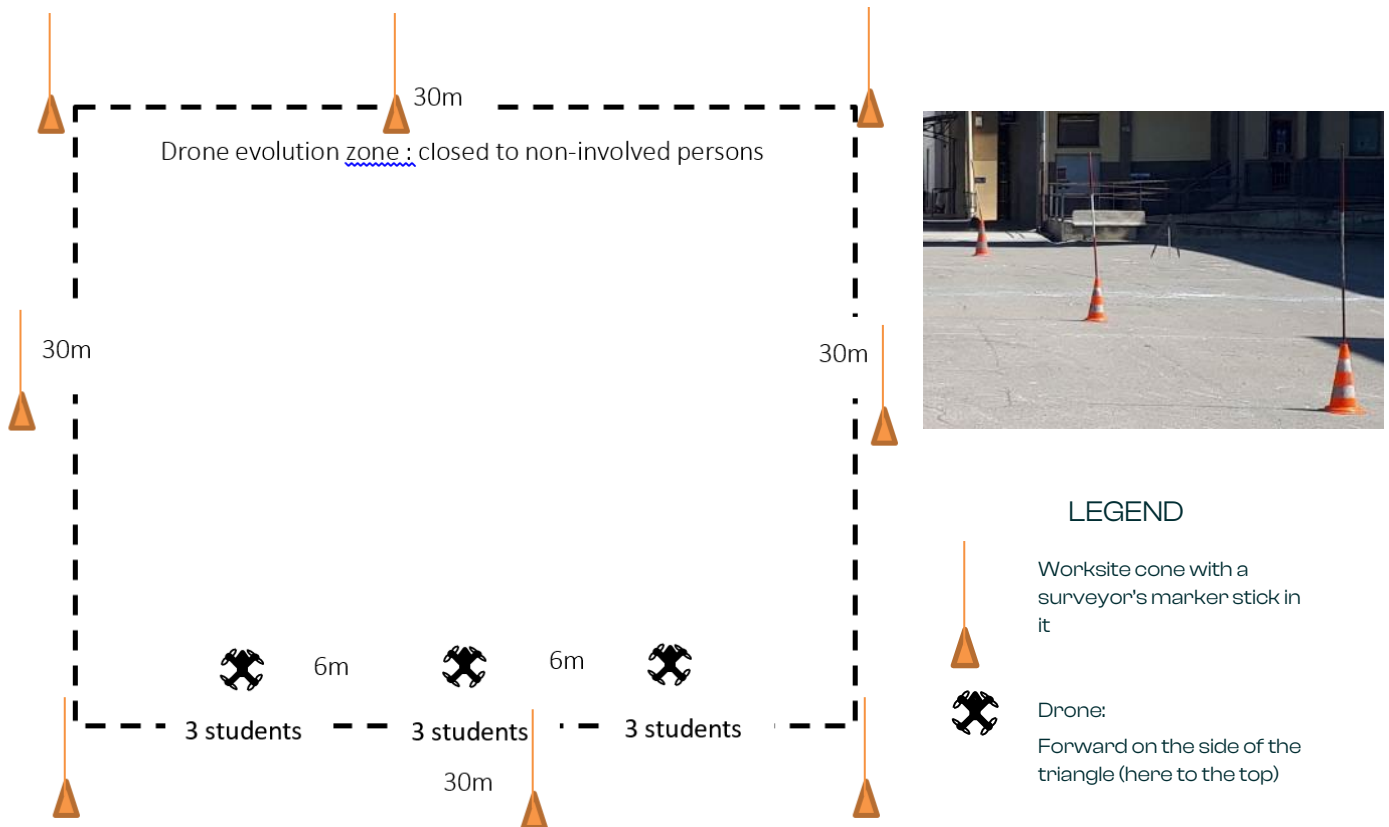 30m
Drone evolution zone : closed to non-involved persons
30m
30m
6m
6m
3 students
3 students
3 students
30m
LEGEND
Worksite cone with a
surveyor's marker stick in
it
Drone:
Forward on the side of the
triangle (here to the top)